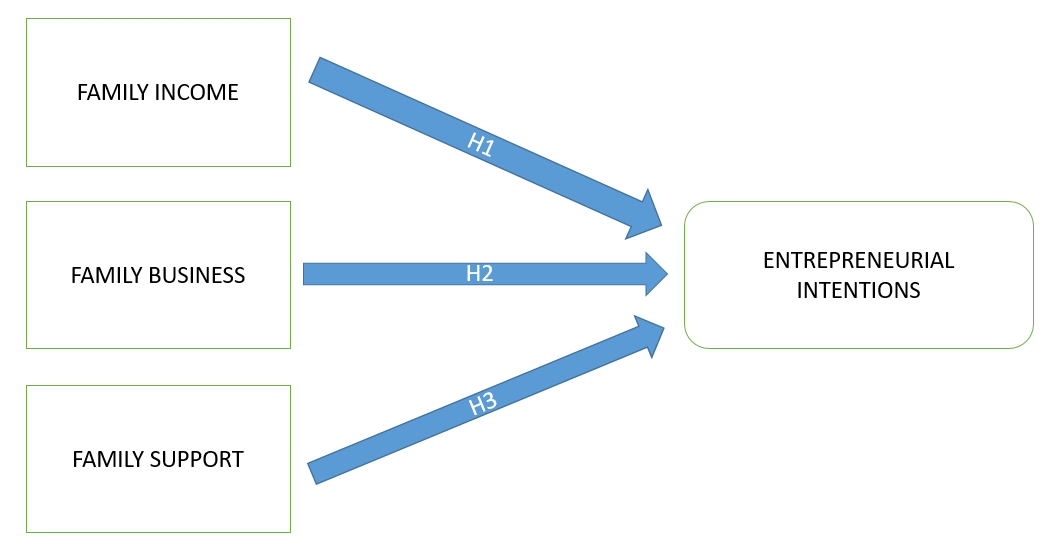 FAMILY INCOME
H1
FAMILY BUSINESS
H2
ENTREPRENEURIAL
INTENTIONS
H3
FAMILY SUPPORT